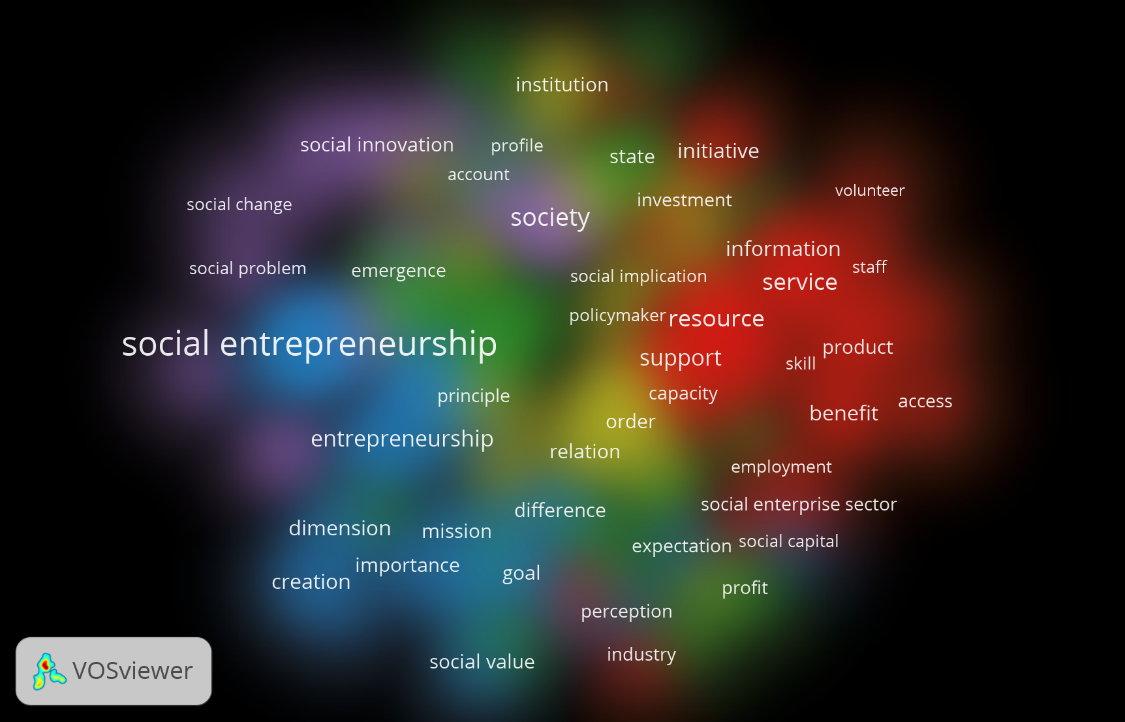 institution
social innovation
profile
state
initiative
account
volunteer
social change
investment
society
information
social problem
emergence
social implication
staff
service
policymaker
resource
social entrepreneurship
support
product
skill
principle
capacity
access
benefit
order
entrepreneurship
relation
employment
social enterprise sector
difference
dimension
mission
expectation
social capital
importance
goal
creation
profit
perception
social value
industry
VOSviewer